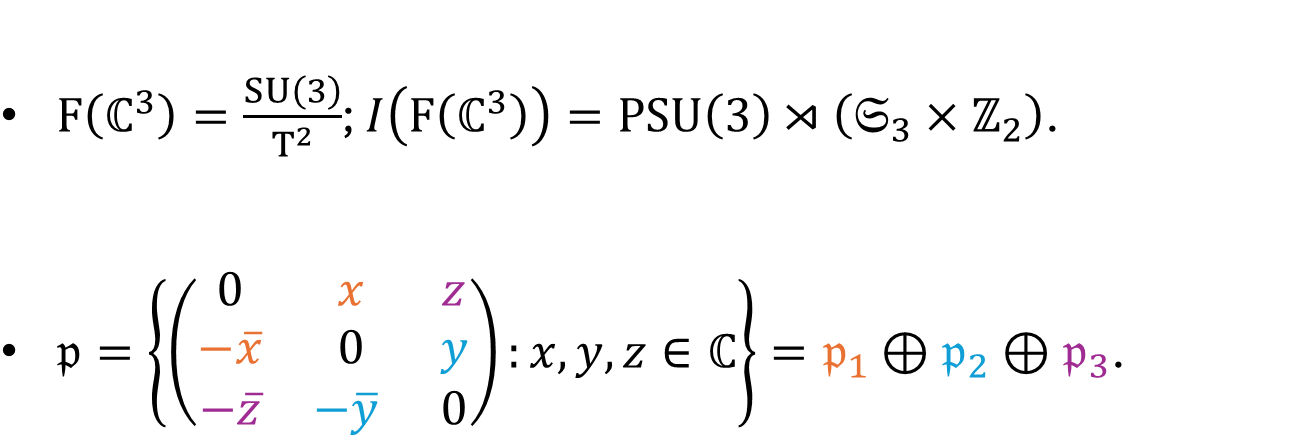 • F(ℂ³) = SU(3)/T²; I(F(ℂ³)) = PSU(3) ⋊ (𝔖₃ × ℤ₂).
• 𝔭 = {( 0 x z
−x̄ 0 y
−z̄ −ȳ 0 ) : x, y, z ∈ ℂ} = 𝔭₁ ⊕ 𝔭₂ ⊕ 𝔭₃.